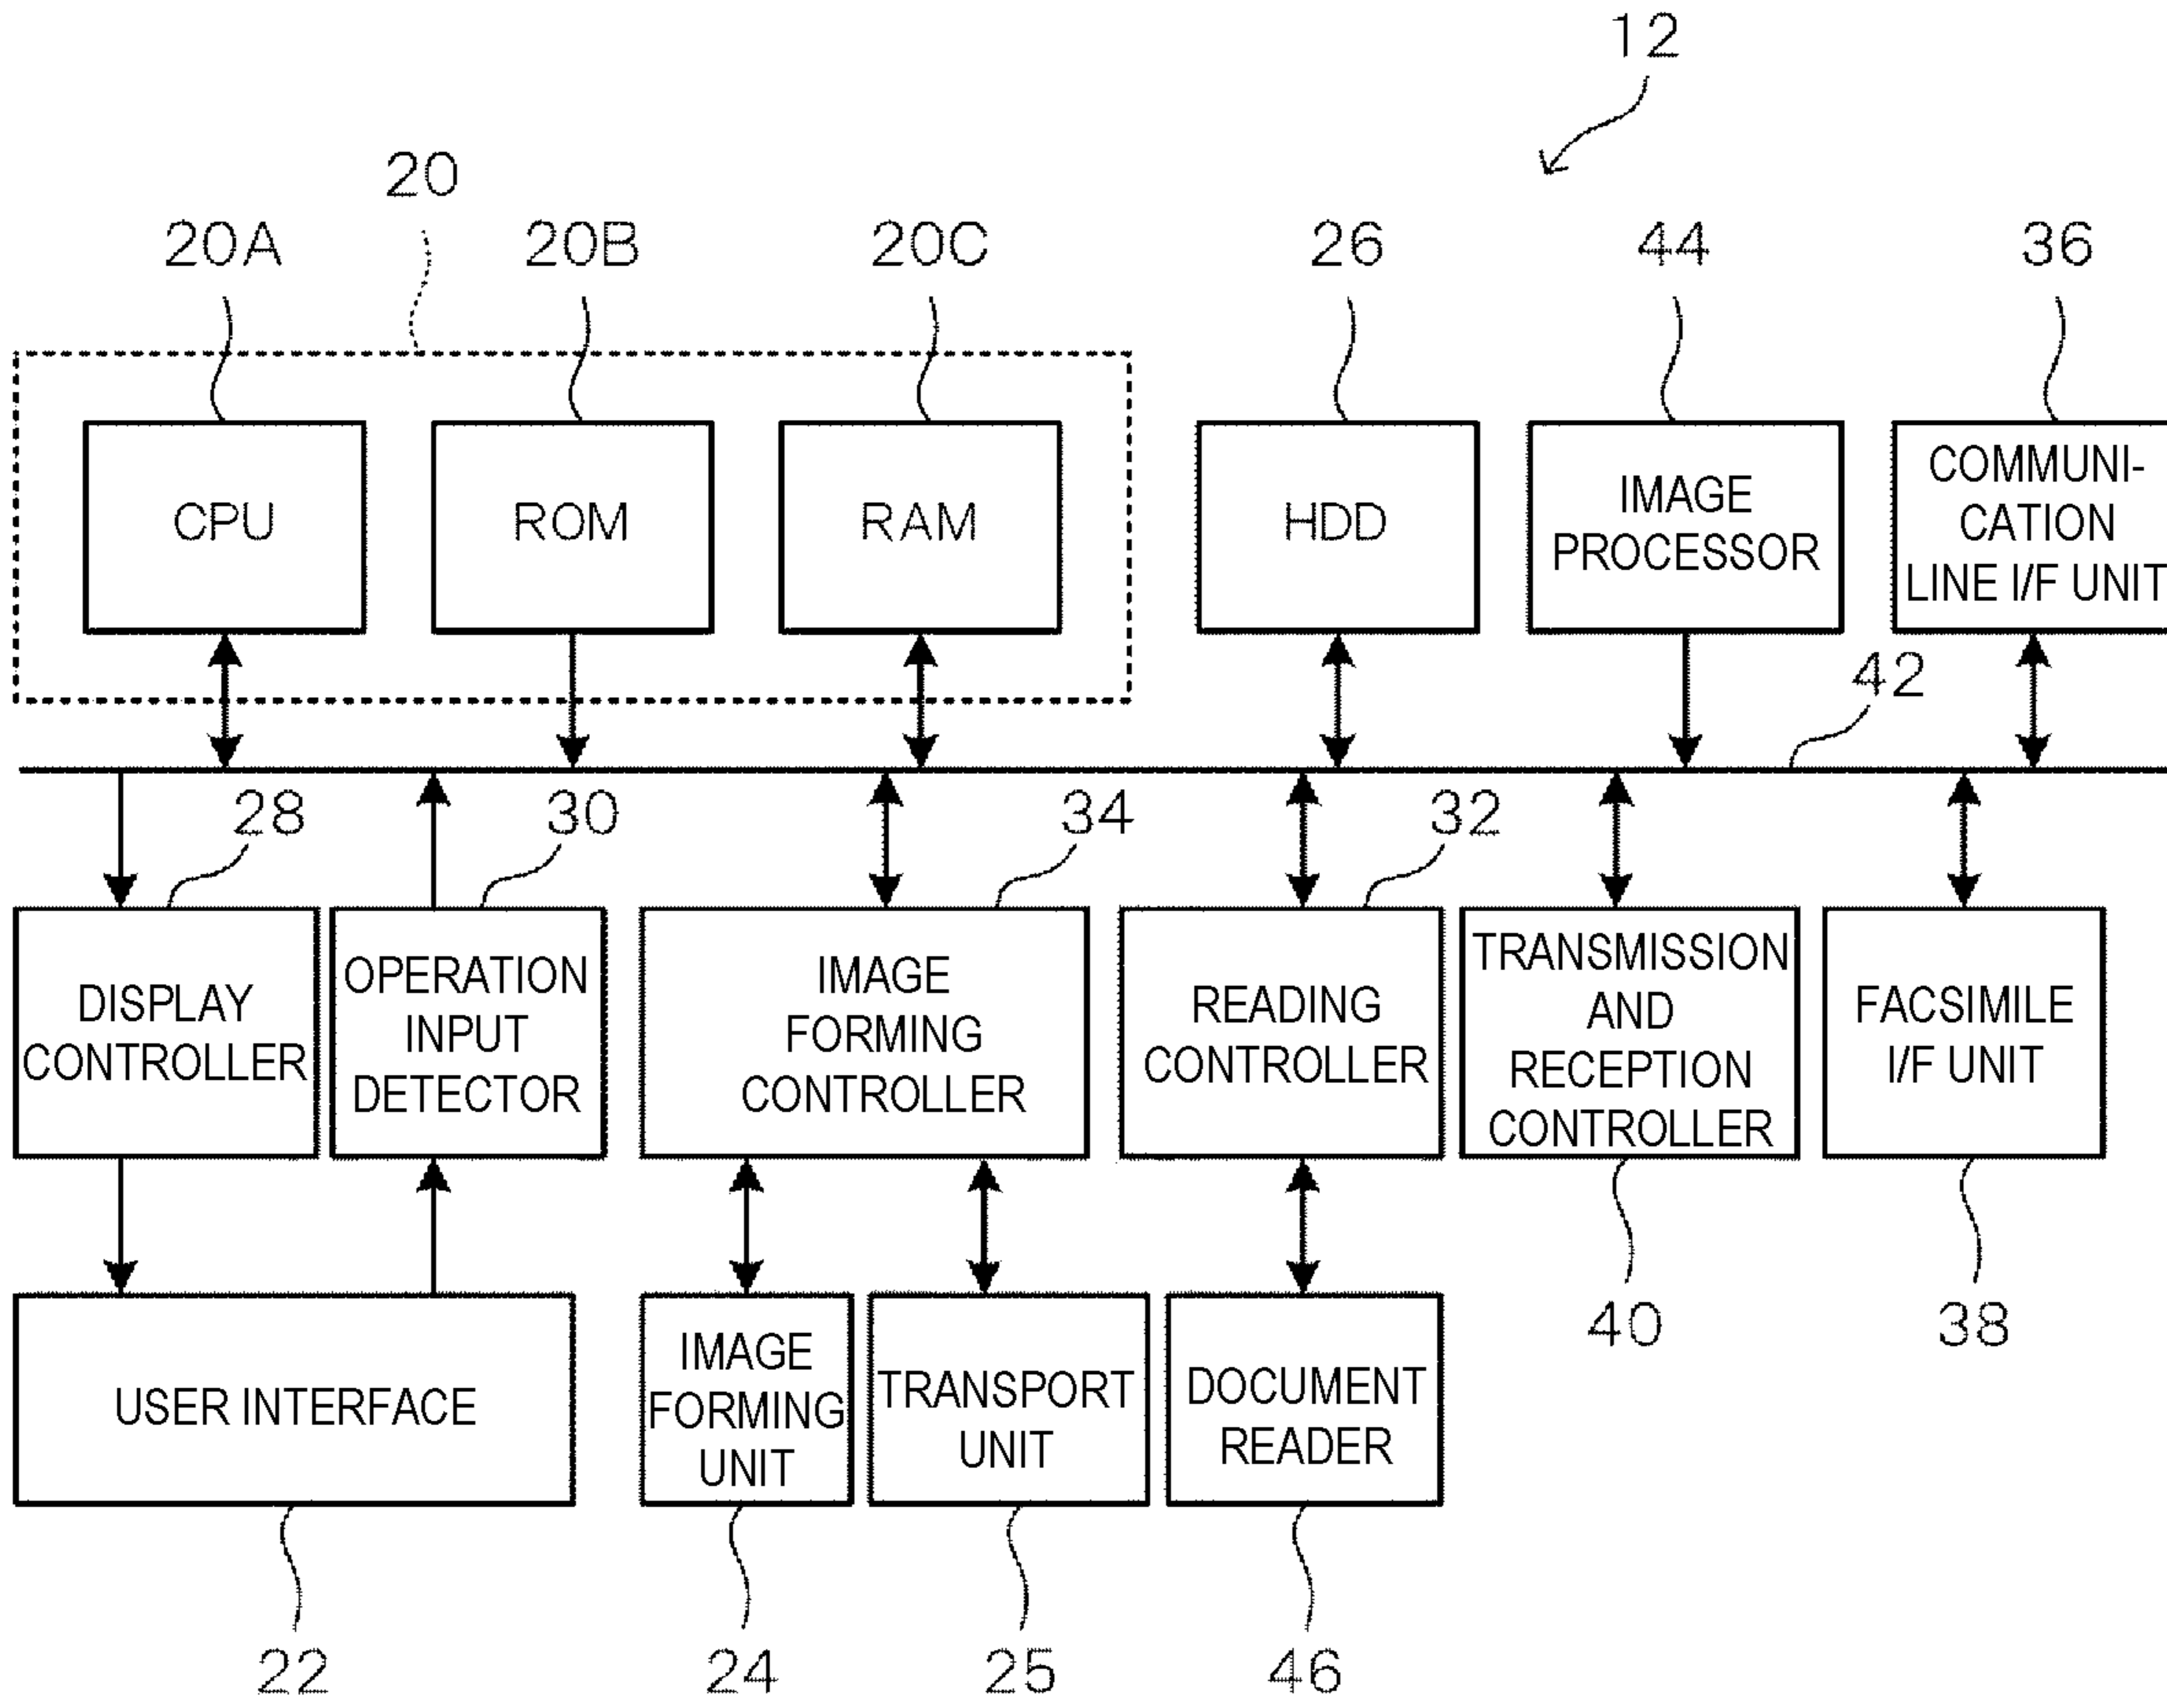 12
20
20A
20B
20C
26
44
36
CPU
ROM
RAM
HDD
IMAGE
PROCESSOR
COMMUNI-
CATION
LINE I/F UNIT
42
28
30
34
32
DISPLAY
CONTROLLER
OPERATION
INPUT
DETECTOR
IMAGE
FORMING
CONTROLLER
READING
CONTROLLER
TRANSMISSION
AND
RECEPTION
CONTROLLER
FACSIMILE
I/F UNIT
40
38
USER INTERFACE
IMAGE
FORMING
UNIT
TRANSPORT
UNIT
DOCUMENT
READER
22
24
25
46